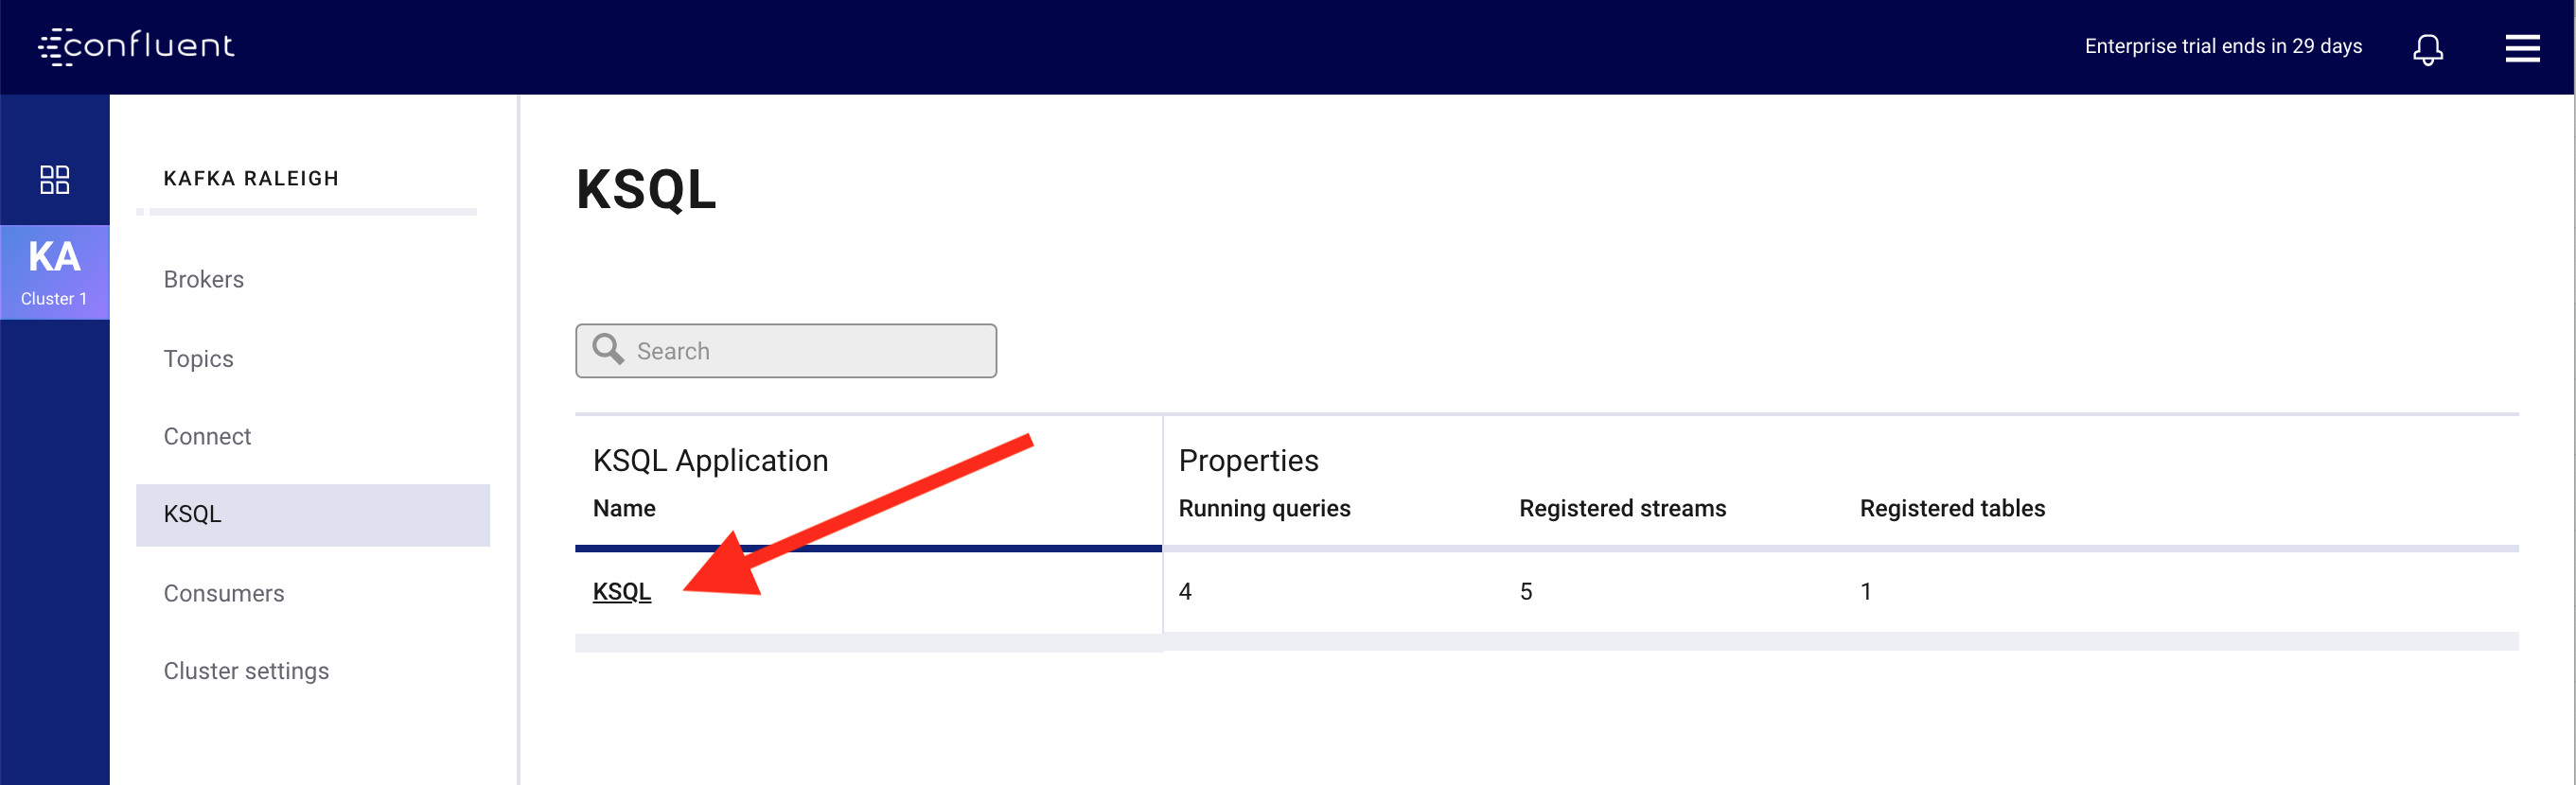 confluent
Enterprise trial ends in 29 days
KA
Cluster 1
KAFKA RALEIGH
Brokers
Topics
Connect
KSQL
Consumers
Cluster settings
KSQL
Search
KSQL Application
Properties
Name
Running queries
Registered streams
Registered tables
KSQL
4
5
1